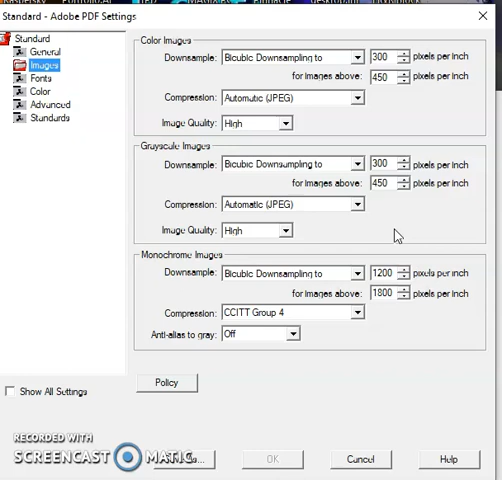 Standard - Adobe PDF Settings
Standard
General
Images
Fonts
Color
Advanced
Standards
Show All Settings
Color Images
Downsample: Bicubic Downsampling to 300 pixels per inch
for images above: 450 pixels per inch
Compression: Automatic (JPEG)
Image Quality: High
Grayscale Images
Downsample: Bicubic Downsampling to 300 pixels per inch
for images above: 450 pixels per inch
Compression: Automatic (JPEG)
Image Quality: High
Monochrome Images
Downsample: Bicubic Downsampling to 1200 pixels per inch
for images above: 1800 pixels per inch
Compression: CCITT Group 4
Anti-alias to gray: Off
Policy
OK Cancel Help
RECORDED WITH
SCREENCAST MATIC